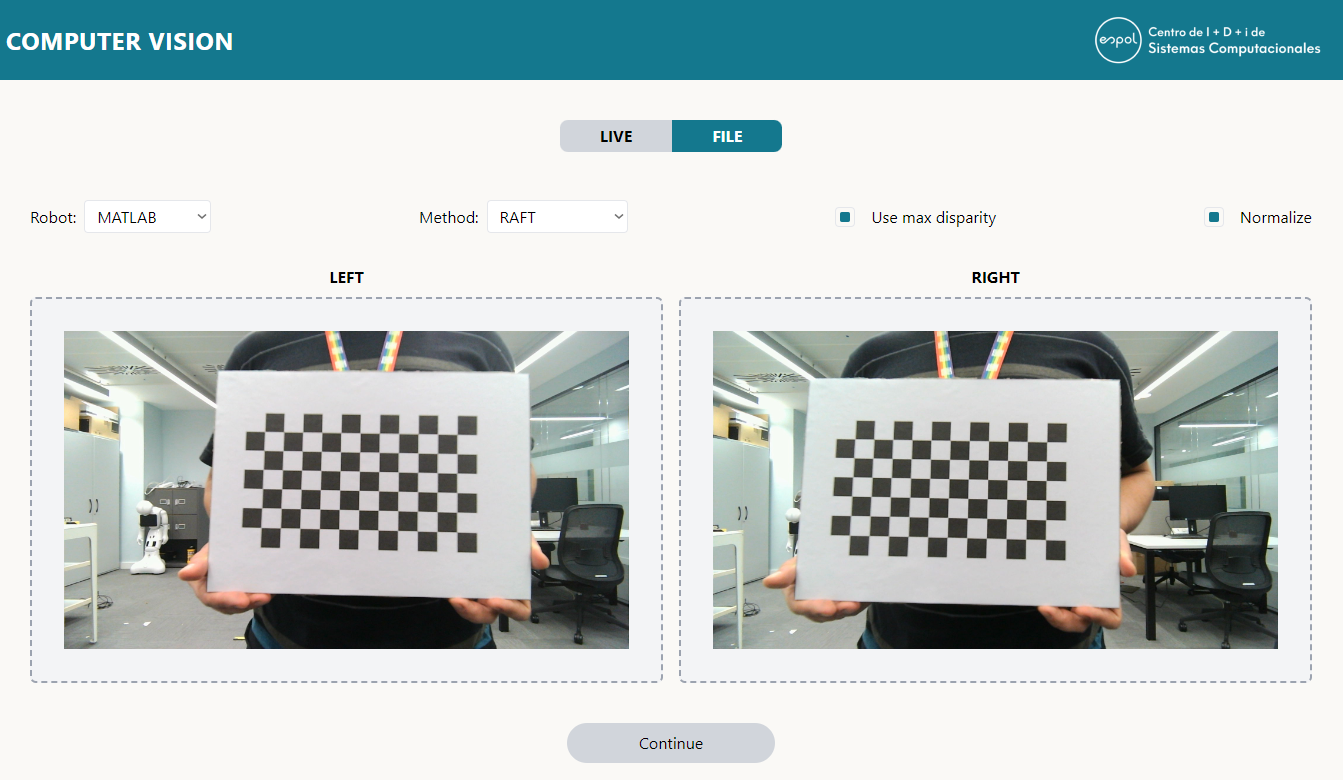 COMPUTER VISION
espol
Centro de I + D + i de
Sistemas Computacionales
LIVE
FILE
Robot: MATLAB
Method: RAFT
Use max disparity
Normalize
LEFT
RIGHT
Continue